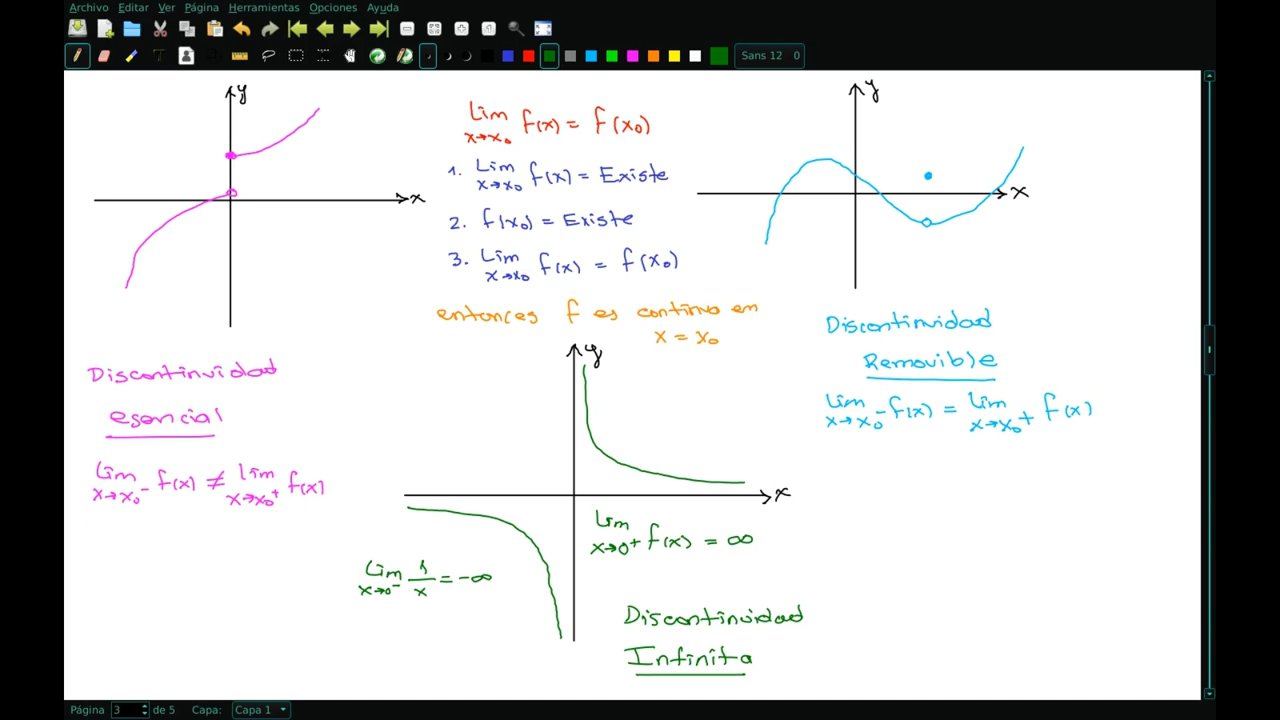 Archivo Editar Ver Página Herramientas Opciones Ayuda
Sans 12 0
y
x
Lim x→x₀ f(x) = f(x₀)
1. Lim x→x₀ f(x) = Existe
2. f(x₀) = Existe
3. Lim x→x₀ f(x) = f(x₀)
entonces f es continua en
x = x₀
y
x
Discontinuidad
Removible
lim x→x₀⁻ f(x) = lim x→x₀⁺ f(x)
Discontinuidad
esencial
lim x→x₀⁻ f(x) ≠ lim x→x₀⁺ f(x)
y
x
lim x→0⁺ f(x) = ∞
lim x→0⁻ 1/x = -∞
Discontinuidad
Infinita
Página 3 de 5 Capa: Capa 1